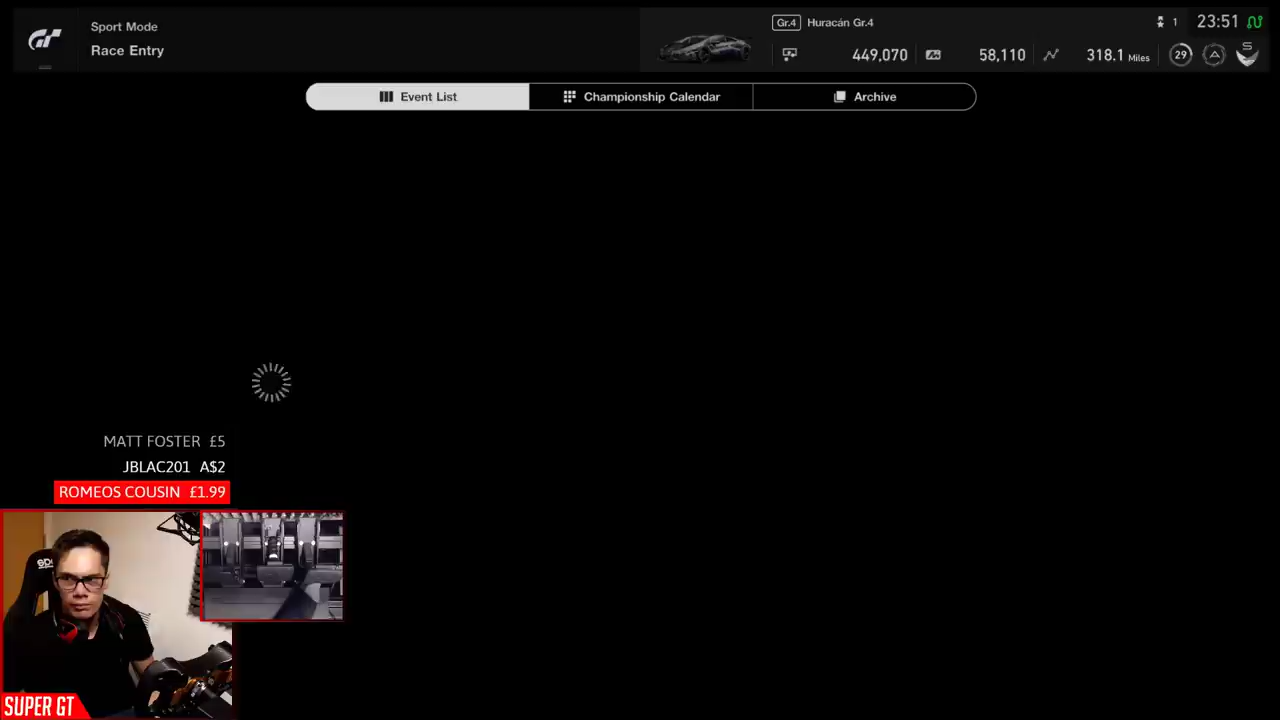 Sport Mode
Race Entry
Gr.4 Huracán Gr.4
1 23:51
449,070 58,110 318.1 Miles 29 A S
Event List Championship Calendar Archive
MATT FOSTER £5
JBLAC201 A$2
ROMEOS COUSIN £1.99
SUPER GT